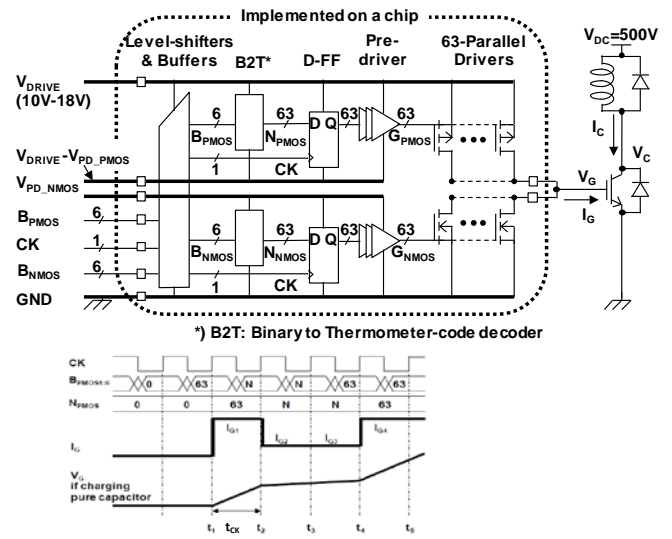 Implemented on a chip
Level-shifters & Buffers
B2T*
D-FF
Pre-driver
63-Parallel Drivers
V_DC=500V
V_DRIVE (10V-18V)
6
B_PMOS
63
N_PMOS
D Q
63
63
G_PMOS
1
CK
I_C
V_C
V_G
I_G
V_DRIVE-V_PD_PMOS
V_PD_NMOS
B_PMOS 6
CK 1
B_NMOS 6
GND
6
B_NMOS
63
N_NMOS
D Q
63
63
G_NMOS
1
CK
*) B2T: Binary to Thermometer-code decoder
CK
B_PMOS1:6 0 63 N N 63 63
N_PMOS 0 0 63 N N 63
I_G I_G1 I_G2 I_G3 I_G4
V_G
if charging
pure capacitor
t_1 t_CK t_2 t_3 t_4 t_5